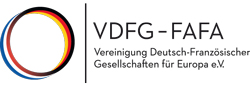 VDFG-FAFA
Vereinigung Deutsch-Französischer
Gesellschaften für Europa e.V.